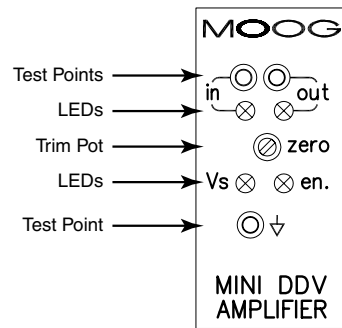 MOOG
Test Points
in out
LEDs
Trim Pot
zero
LEDs
Vs en.
Test Point
MINI DDV
AMPLIFIER